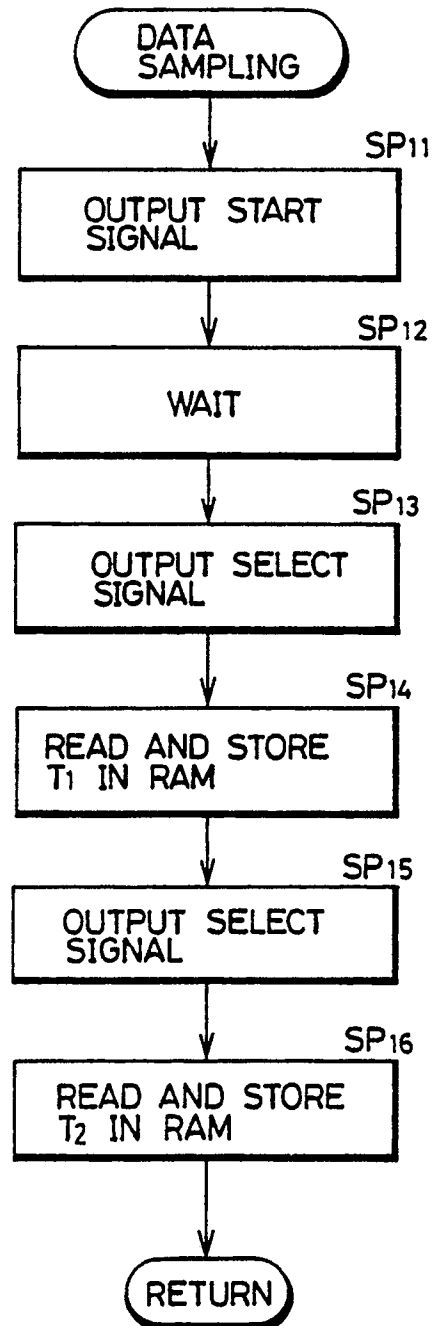 DATA
SAMPLING
SP11
OUTPUT START
SIGNAL
SP12
WAIT
SP13
OUTPUT SELECT
SIGNAL
SP14
READ AND STORE
T1 IN RAM
SP15
OUTPUT SELECT
SIGNAL
SP16
READ AND STORE
T2 IN RAM
RETURN